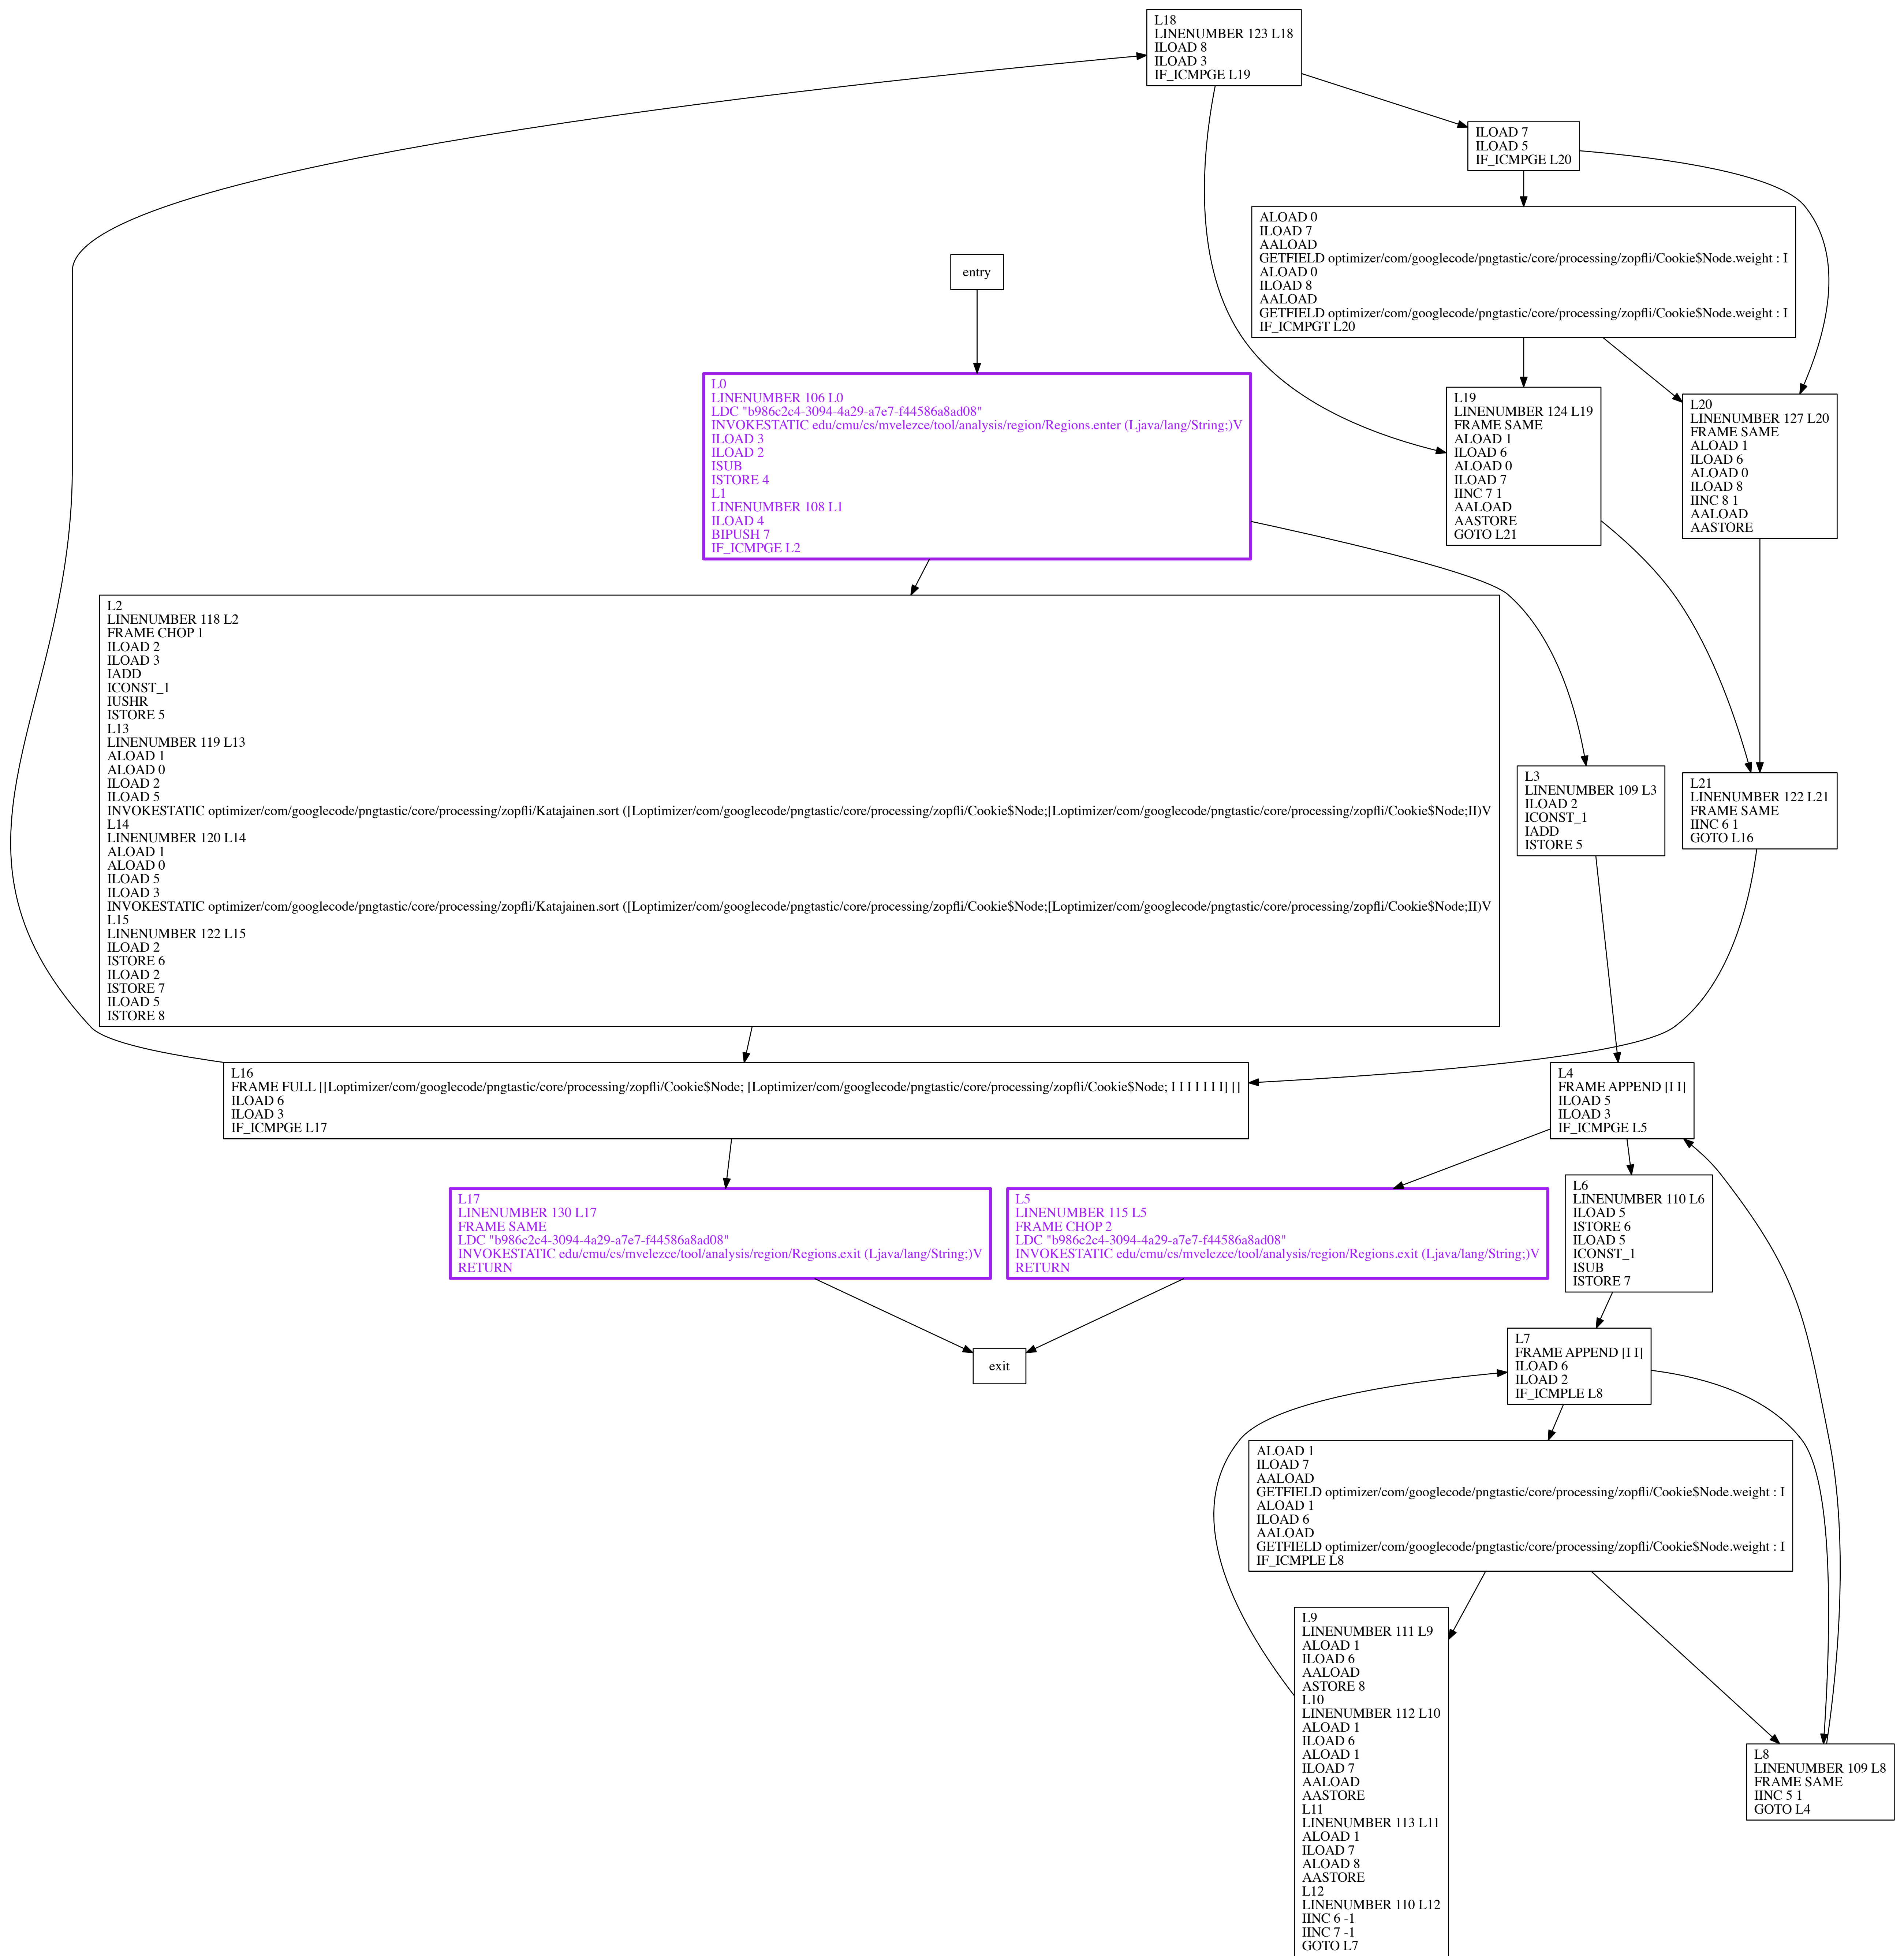 L18
LINENUMBER 123 L18
ILOAD 8
ILOAD 3
IF_ICMPGE L19
ILOAD 7
ILOAD 5
IF_ICMPGE L20
ALOAD 0
ILOAD 7
AALOAD
GETFIELD optimizer/com/googlecode/pngtastic/core/processing/zopfli/Cookie$Node.weight : I
ALOAD 0
ILOAD 8
AALOAD
GETFIELD optimizer/com/googlecode/pngtastic/core/processing/zopfli/Cookie$Node.weight : I
IF_ICMPGT L20
entry
L0
LINENUMBER 106 L0
LDC "b986c2c4-3094-4a29-a7e7-f44586a8ad08"
INVOKESTATIC edu/cmu/cs/mvelezce/tool/analysis/region/Regions.enter (Ljava/lang/String;)V
ILOAD 3
ILOAD 2
ISUB
ISTORE 4
L1
LINENUMBER 108 L1
ILOAD 4
BIPUSH 7
IF_ICMPGE L2
L19
LINENUMBER 124 L19
FRAME SAME
ALOAD 1
ILOAD 6
ALOAD 0
ILOAD 7
IINC 7 1
AALOAD
AASTORE
GOTO L21
L20
LINENUMBER 127 L20
FRAME SAME
ALOAD 1
ILOAD 6
ALOAD 0
ILOAD 8
IINC 8 1
AALOAD
AASTORE
L2
LINENUMBER 118 L2
FRAME CHOP 1
ILOAD 2
ILOAD 3
IADD
ICONST_1
IUSHR
ISTORE 5
L13
LINENUMBER 119 L13
ALOAD 1
ALOAD 0
ILOAD 2
ILOAD 5
INVOKESTATIC optimizer/com/googlecode/pngtastic/core/processing/zopfli/Katajainen.sort ([Loptimizer/com/googlecode/pngtastic/core/processing/zopfli/Cookie$Node;[Loptimizer/com/googlecode/pngtastic/core/processing/zopfli/Cookie$Node;II)V
L14
LINENUMBER 120 L14
ALOAD 1
ALOAD 0
ILOAD 5
ILOAD 3
INVOKESTATIC optimizer/com/googlecode/pngtastic/core/processing/zopfli/Katajainen.sort ([Loptimizer/com/googlecode/pngtastic/core/processing/zopfli/Cookie$Node;[Loptimizer/com/googlecode/pngtastic/core/processing/zopfli/Cookie$Node;II)V
L15
LINENUMBER 122 L15
ILOAD 2
ISTORE 6
ILOAD 2
ISTORE 7
ILOAD 5
ISTORE 8
L3
LINENUMBER 109 L3
ILOAD 2
ICONST_1
IADD
ISTORE 5
L21
LINENUMBER 122 L21
FRAME SAME
IINC 6 1
GOTO L16
L16
FRAME FULL [[Loptimizer/com/googlecode/pngtastic/core/processing/zopfli/Cookie$Node; [Loptimizer/com/googlecode/pngtastic/core/processing/zopfli/Cookie$Node; I I I I I I I] []
ILOAD 6
ILOAD 3
IF_ICMPGE L17
L4
FRAME APPEND [I I]
ILOAD 5
ILOAD 3
IF_ICMPGE L5
L17
LINENUMBER 130 L17
FRAME SAME
LDC "b986c2c4-3094-4a29-a7e7-f44586a8ad08"
INVOKESTATIC edu/cmu/cs/mvelezce/tool/analysis/region/Regions.exit (Ljava/lang/String;)V
RETURN
L5
LINENUMBER 115 L5
FRAME CHOP 2
LDC "b986c2c4-3094-4a29-a7e7-f44586a8ad08"
INVOKESTATIC edu/cmu/cs/mvelezce/tool/analysis/region/Regions.exit (Ljava/lang/String;)V
RETURN
L6
LINENUMBER 110 L6
ILOAD 5
ISTORE 6
ILOAD 5
ICONST_1
ISUB
ISTORE 7
exit
L7
FRAME APPEND [I I]
ILOAD 6
ILOAD 2
IF_ICMPLE L8
ALOAD 1
ILOAD 7
AALOAD
GETFIELD optimizer/com/googlecode/pngtastic/core/processing/zopfli/Cookie$Node.weight : I
ALOAD 1
ILOAD 6
AALOAD
GETFIELD optimizer/com/googlecode/pngtastic/core/processing/zopfli/Cookie$Node.weight : I
IF_ICMPLE L8
L9
LINENUMBER 111 L9
ALOAD 1
ILOAD 6
AALOAD
ASTORE 8
L10
LINENUMBER 112 L10
ALOAD 1
ILOAD 6
ALOAD 1
ILOAD 7
AALOAD
AASTORE
L11
LINENUMBER 113 L11
ALOAD 1
ILOAD 7
ALOAD 8
AASTORE
L12
LINENUMBER 110 L12
IINC 6 -1
IINC 7 -1
GOTO L7
L8
LINENUMBER 109 L8
FRAME SAME
IINC 5 1
GOTO L4